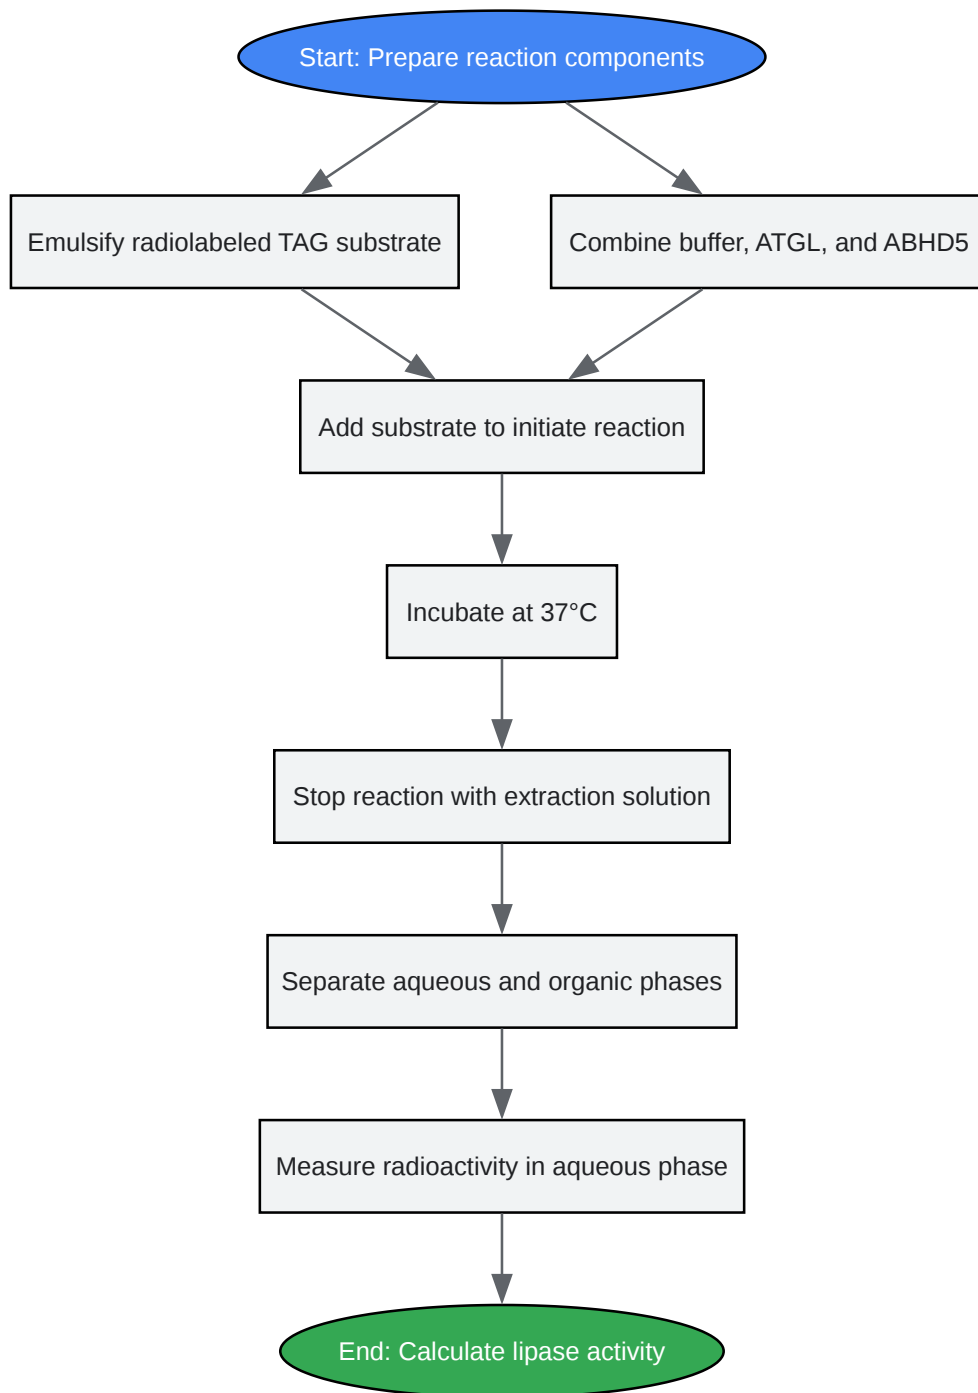 Start: Prepare reaction components
Emulsify radiolabeled TAG substrate
Combine buffer, ATGL, and ABHD5
Add substrate to initiate reaction
Incubate at 37°C
Stop reaction with extraction solution
Separate aqueous and organic phases
Measure radioactivity in aqueous phase
End: Calculate lipase activity